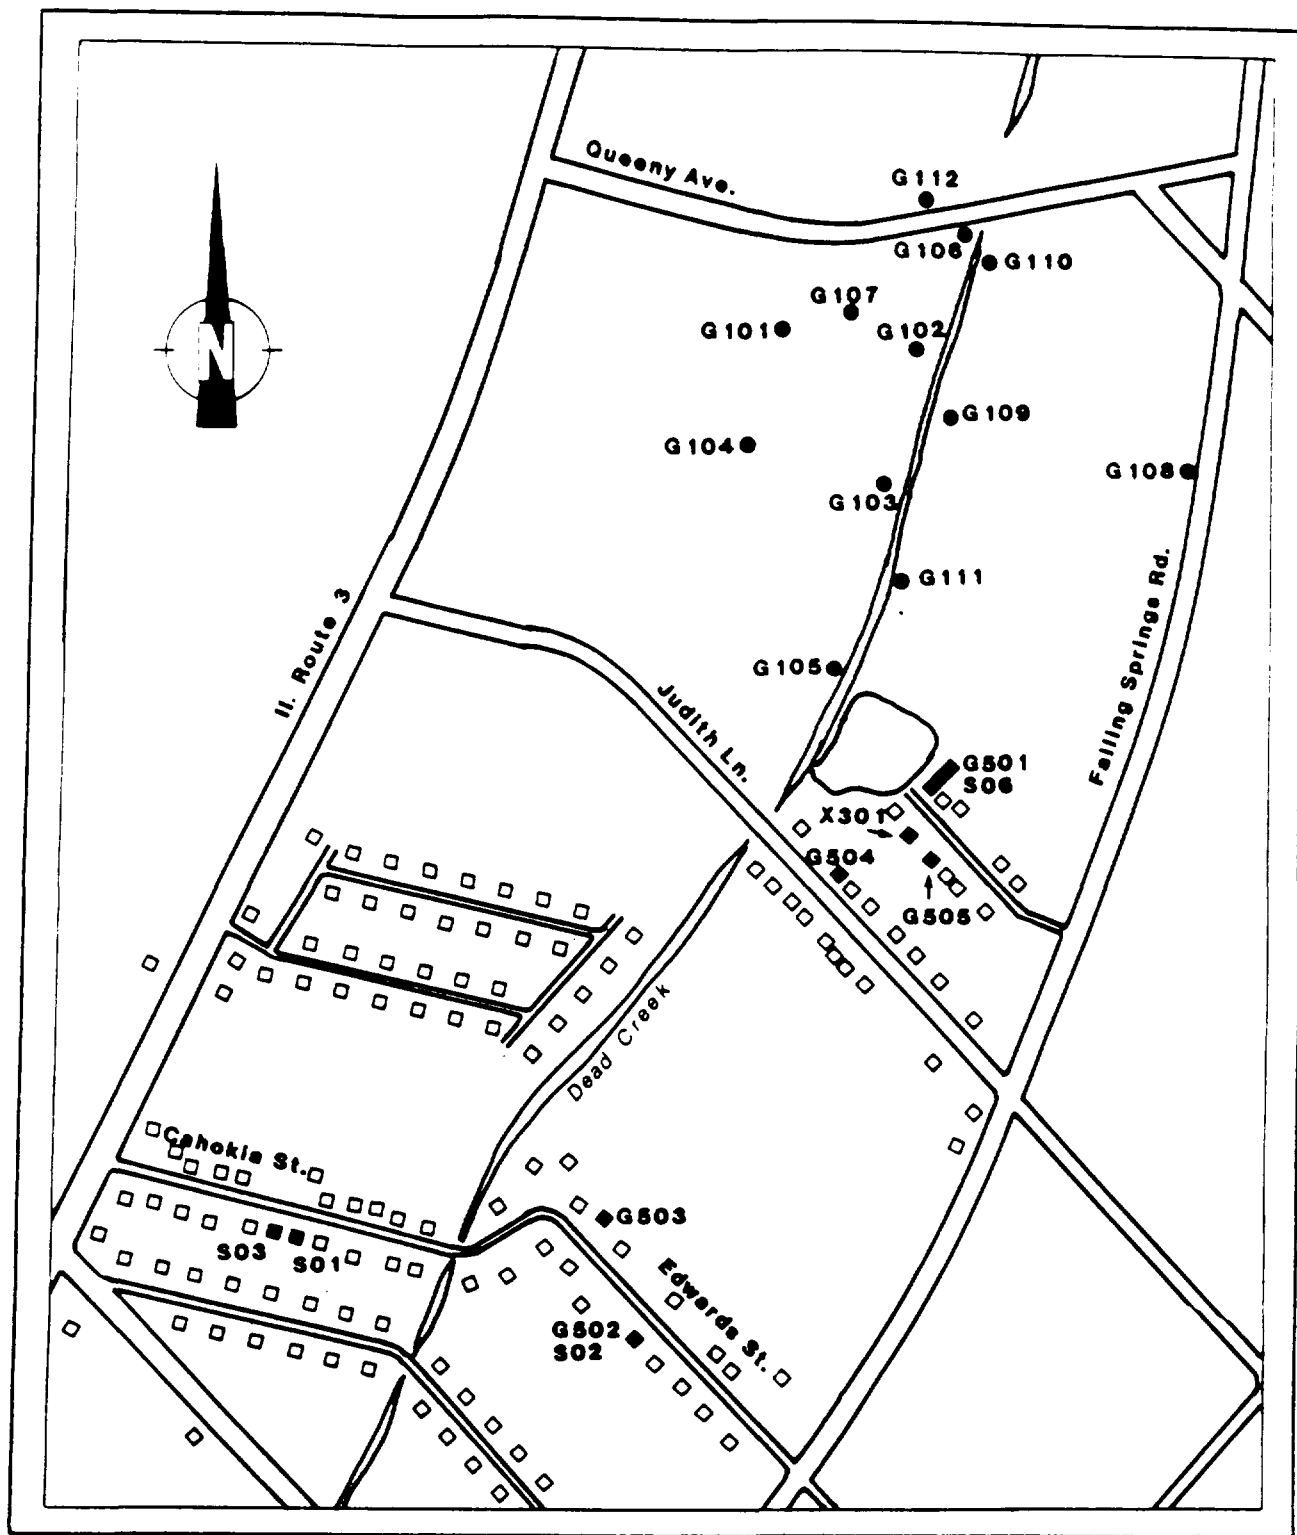 Queeny Ave.
G112
G106
G110
G107
G101
G102
N
G109
G104
G108
G103
G111
Il. Route 3
Falling Springs Rd.
G105
Judith Ln.
G501
S06
X301
G504
G505
Dead Creek
Cahokia St.
G503
S03
S01
Edwards St.
G502
S02